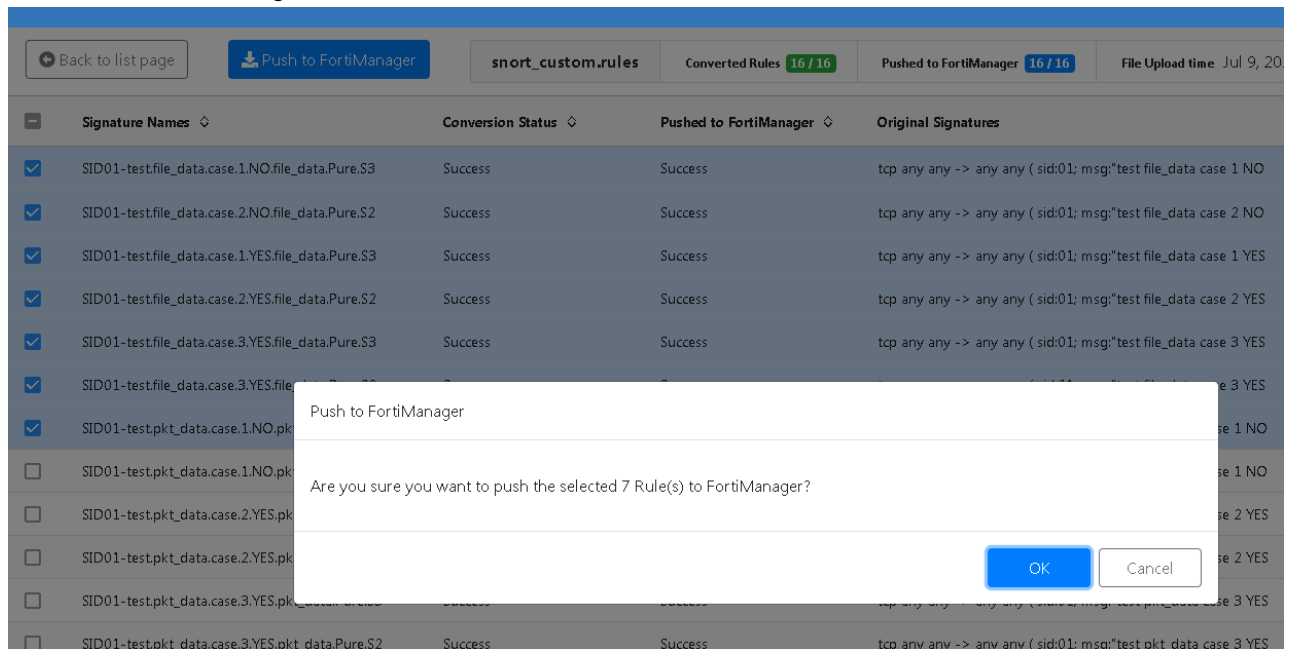 Back to list page Push to FortiManager snort_custom.rules Converted Rules 16 / 16 Pushed to FortiManager 16 / 16 File Upload time Jul 9, 20
Signature Names Conversion Status Pushed to FortiManager Original Signatures
SID01-test.file_data.case.1.NO.file_data.Pure.S3 Success Success tcp any any -> any any ( sid:01; msg:"test file_data case 1 NO
SID01-test.file_data.case.2.NO.file_data.Pure.S2 Success Success tcp any any -> any any ( sid:01; msg:"test file_data case 2 NO
SID01-test.file_data.case.1.YES.file_data.Pure.S3 Success Success tcp any any -> any any ( sid:01; msg:"test file_data case 1 YES
SID01-test.file_data.case.2.YES.file_data.Pure.S2 Success Success tcp any any -> any any ( sid:01; msg:"test file_data case 2 YES
SID01-test.file_data.case.3.YES.file_data.Pure.S3 Success Success tcp any any -> any any ( sid:01; msg:"test file_data case 3 YES
SID01-test.file_data.case.3.YES.file e 3 YES
Push to FortiManager
SID01-test.pkt_data.case.1.NO.pk se 1 NO
SID01-test.pkt_data.case.1.NO.pk se 1 NO
Are you sure you want to push the selected 7 Rule(s) to FortiManager?
SID01-test.pkt_data.case.2.YES.pk se 2 YES
SID01-test.pkt_data.case.2.YES.pk se 2 YES
OK Cancel
SID01-test.pkt_data.case.3.YES.pk se 3 YES
SID01-test.pkt_data.case.3.YES.pkt_data.Pure.S2 Success Success tcp any any -> any any ( sid:01; msg:"test pkt_data case 3 YES